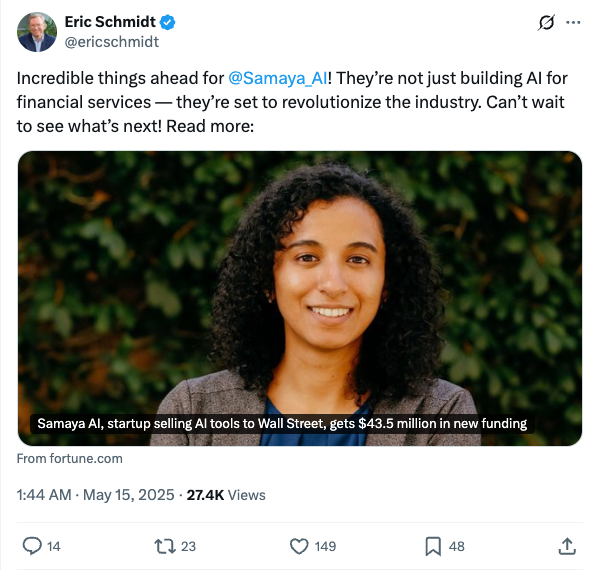 Eric Schmidt
@ericschmidt
Incredible things ahead for @Samaya_AI! They’re not just building AI for
financial services — they’re set to revolutionize the industry. Can’t wait
to see what’s next! Read more:
Samaya AI, startup selling AI tools to Wall Street, gets $43.5 million in new funding
From fortune.com
1:44 AM · May 15, 2025 · 27.4K Views
14 23 149 48